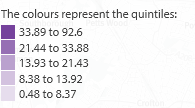 The colours represent the quintiles:
33.89 to 92.6
21.44 to 33.88
13.93 to 21.43
8.38 to 13.92
0.48 to 8.37